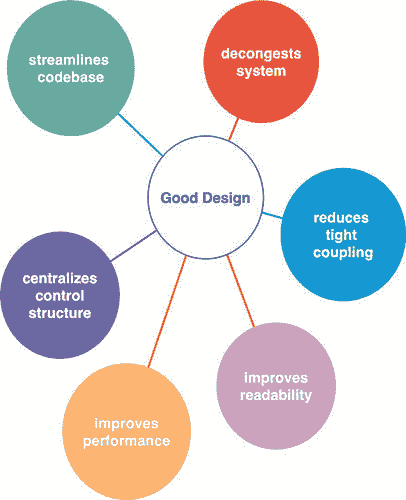 streamlines
codebase
decongests
system
Good Design
reduces
tight
coupling
centralizes
control
structure
improves
readability
improves
performance